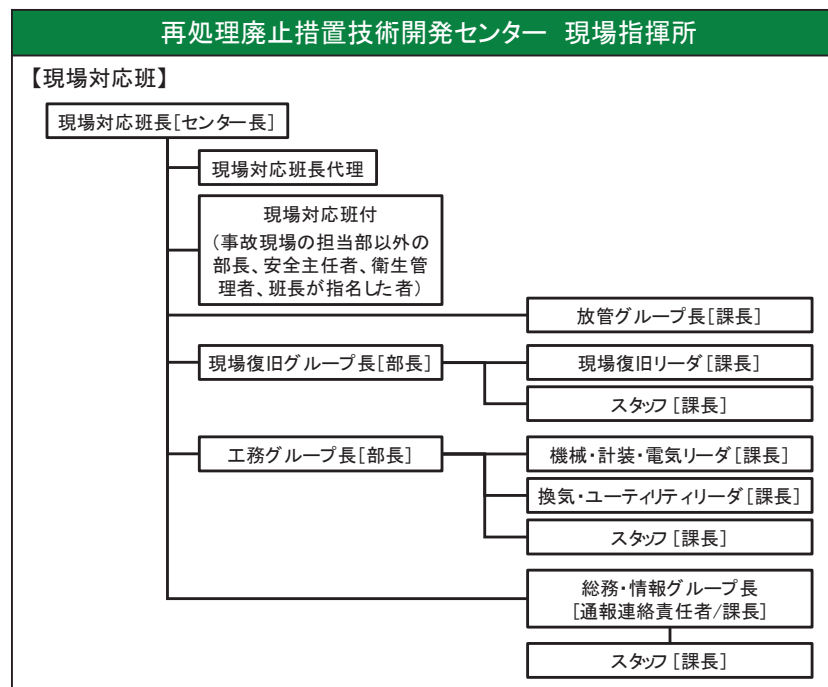 再処理廃止措置技術開発センター 現場指揮所
【現場対応班】
現場対応班長[センター長]
現場対応班長代理
現場対応班付
(事故現場の担当部以外の
部長、安全主任者、衛生管
理者、班長が指名した者)
放管グループ長[課長]
現場復旧グループ長[部長]
現場復旧リーダ[課長]
スタッフ[課長]
工務グループ長[部長]
機械・計装・電気リーダ[課長]
換気・ユーティリティリーダ[課長]
スタッフ[課長]
総務・情報グループ長
[通報連絡責任者/課長]
スタッフ[課長]